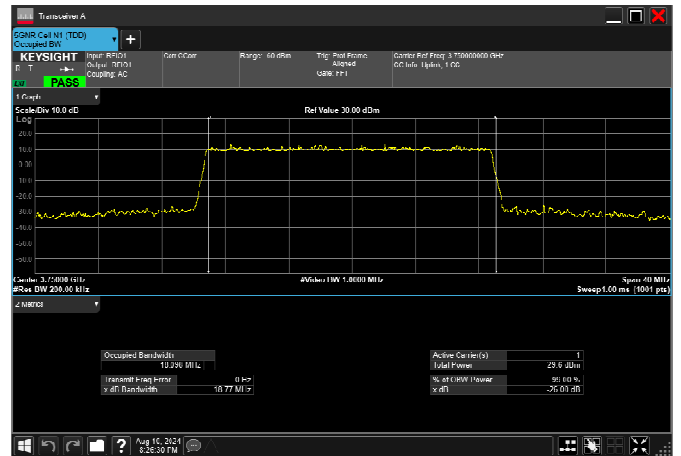 Transceiver A
5GNR Cell N1 (TDD)
Occupied BW
KEYSIGHT
R T
PASS
Input: RFIO1
Output: RFIO1
Coupling: AC
Corr CCorr
Range: 60 dBm
Trig: Prot Frame
Aligned
Gate: FFT
Carrier Ref Freq: 3.750000000 GHz
CC Info: Uplink, 1 CC
1 Graph
Scale/Div 10.0 dB
Ref Value 30.00 dBm
Log
20.0
10.0
0.00
-10.0
-20.0
-30.0
-40.0
-50.0
-60.0
Center 3.75000 GHz
#Video BW 1.0000 MHz
Span 40 MHz
#Res BW 200.00 kHz
Sweep 1.00 ms (1001 pts)
2 Metrics
Occupied Bandwidth
18.096 MHz
Transmit Freq Error
0 Hz
x dB Bandwidth
18.77 MHz
Active Carrier(s)
1
Total Power
29.6 dBm
% of OBW Power
99.00 %
x dB
-26.00 dB
?
Aug 10, 2024
8:26:30 PM